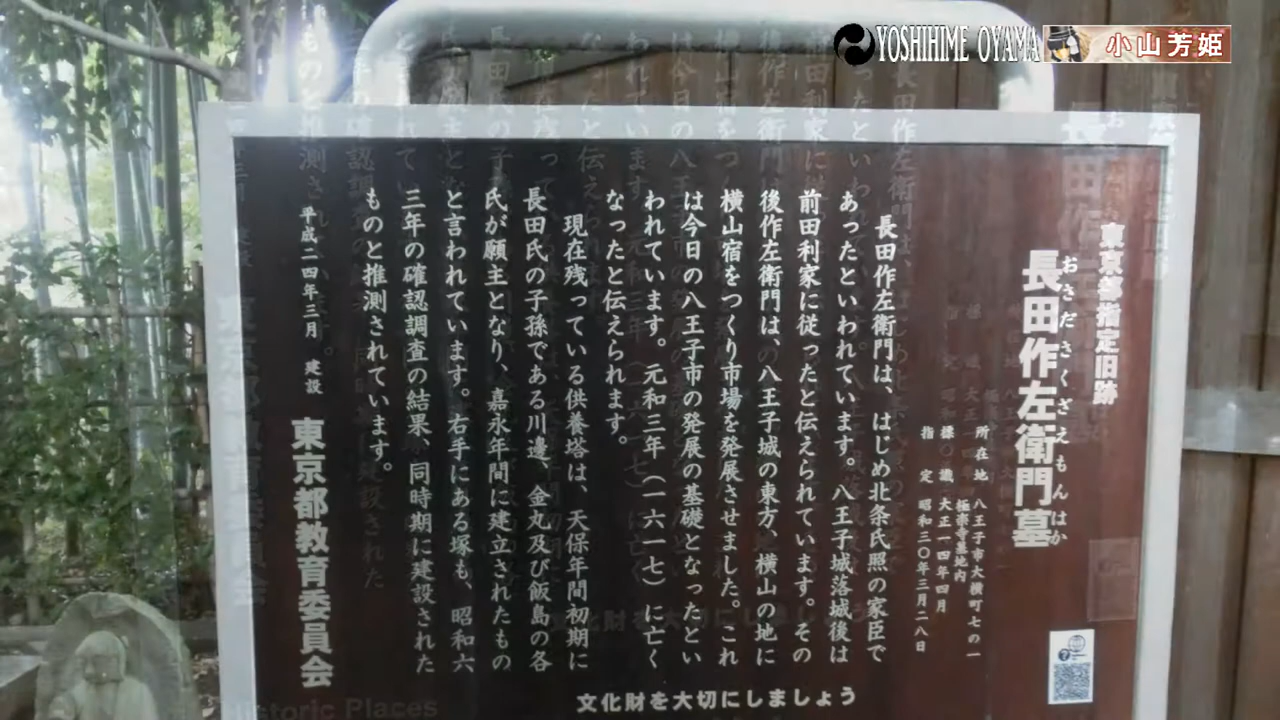 YOSHIHIME OYAMA
小山芳姫
東京都指定旧跡
おさださくざえもんはか
長田作左衛門墓
所在地 八王子市大横町七の一
極楽寺墓地内
標識 大正一四年四月
指定 昭和三〇年三月二八日
長田作左衛門は、はじめ北条氏照の家臣で
あったといわれています。八王子城落城後は
前田利家に従ったと伝えられています。その
後作左衛門は、八王子城の東方、横山の地に
横山宿をつくり市場を発展させました。これ
は今日の八王子市の発展の基礎となったとい
われています。元和三年(一六一七)に亡く
なったと伝えられます。
現在残っている供養塔は、天保年間初期に
長田氏の子孫である川邊、金丸及び飯島の各
氏が願主となり、嘉永年間に建立されたもの
と言われています。右手にある塚も、昭和六
三年の確認調査の結果、同時期に建設された
ものと推測されています。
平成二四年三月 建設
東京都教育委員会
文化財を大切にしましょう
Historic Places